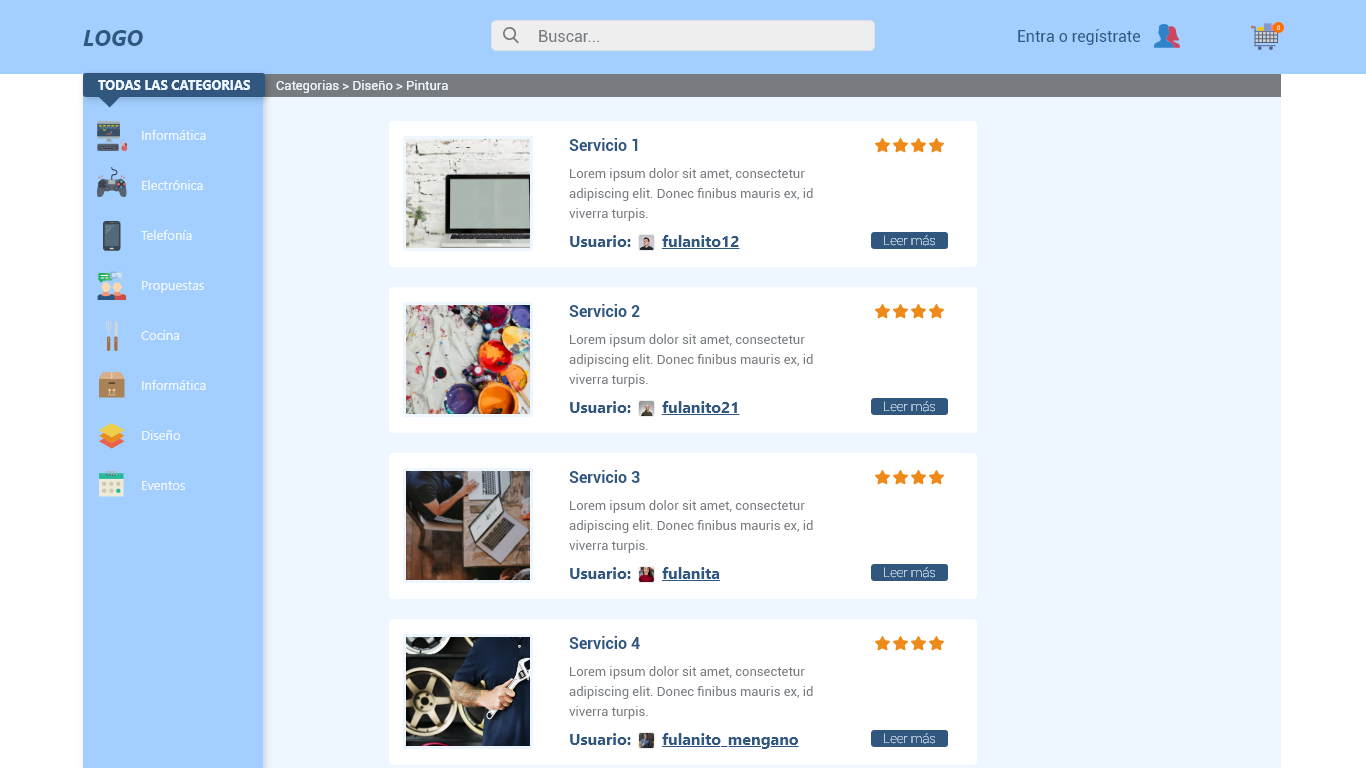 LOGO
Buscar...
Entra o regístrate
0
TODAS LAS CATEGORIAS
Categorias > Diseño > Pintura
Informática
Electrónica
Telefonía
Propuestas
Cocina
Informática
Diseño
Eventos
Servicio 1
Lorem ipsum dolor sit amet, consectetur
adipiscing elit. Donec finibus mauris ex, id
viverra turpis.
Usuario: fulanito12
Leer más
Servicio 2
Lorem ipsum dolor sit amet, consectetur
adipiscing elit. Donec finibus mauris ex, id
viverra turpis.
Usuario: fulanito21
Leer más
Servicio 3
Lorem ipsum dolor sit amet, consectetur
adipiscing elit. Donec finibus mauris ex, id
viverra turpis.
Usuario: fulanita
Leer más
Servicio 4
Lorem ipsum dolor sit amet, consectetur
adipiscing elit. Donec finibus mauris ex, id
viverra turpis.
Usuario: fulanito_mengano
Leer más